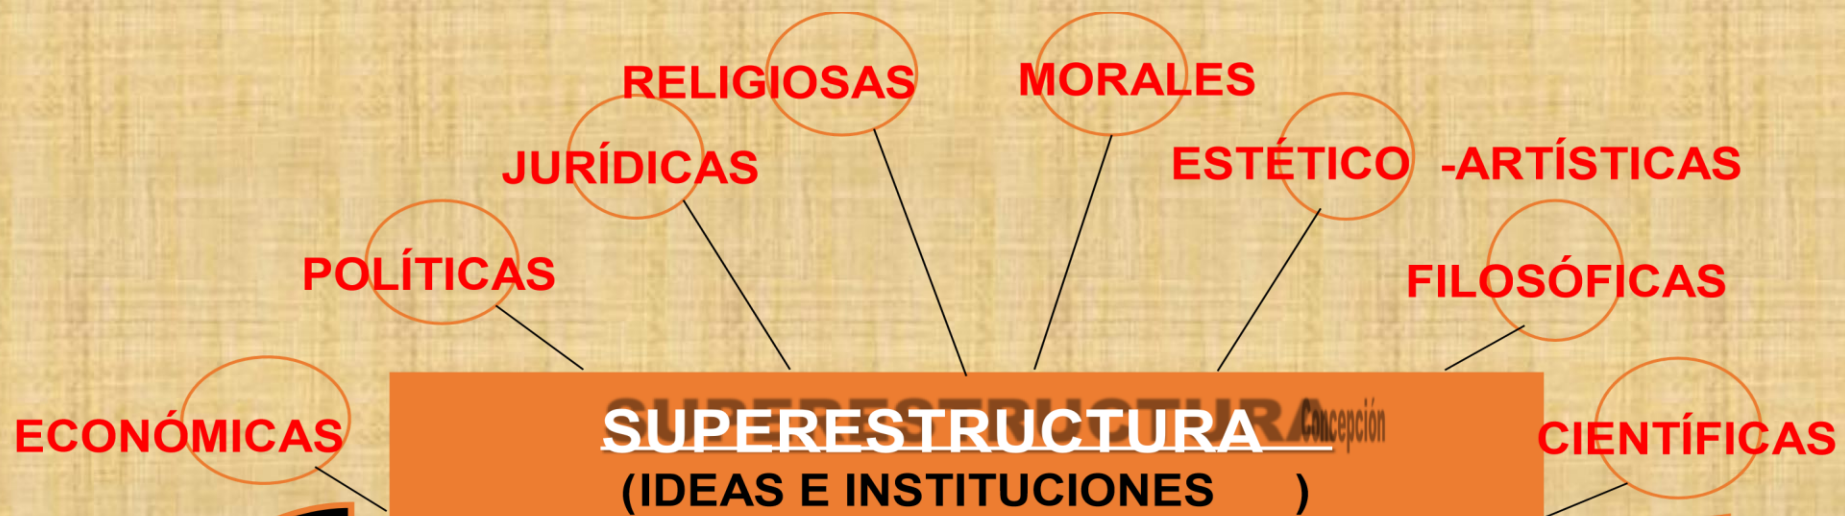 RELIGIOSAS
MORALES
JURÍDICAS
ESTÉTICO -ARTÍSTICAS
POLÍTICAS
FILOSÓFICAS
ECONÓMICAS
SUPERESTRUCTURA Concepción
CIENTÍFICAS
(IDEAS E INSTITUCIONES )